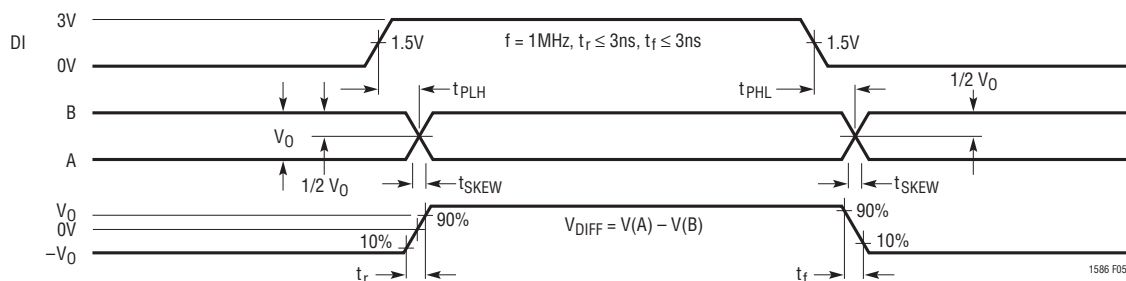 3V
DI
1.5V
f = 1MHz, tr ≤ 3ns, tf ≤ 3ns
1.5V
0V
tPLH
tPHL
1/2 VO
B
VO
A
1/2 VO
tSKEW
tSKEW
VO
0V
90%
VDIFF = V(A) – V(B)
90%
10%
10%
–VO
tr
tf
1586 F05